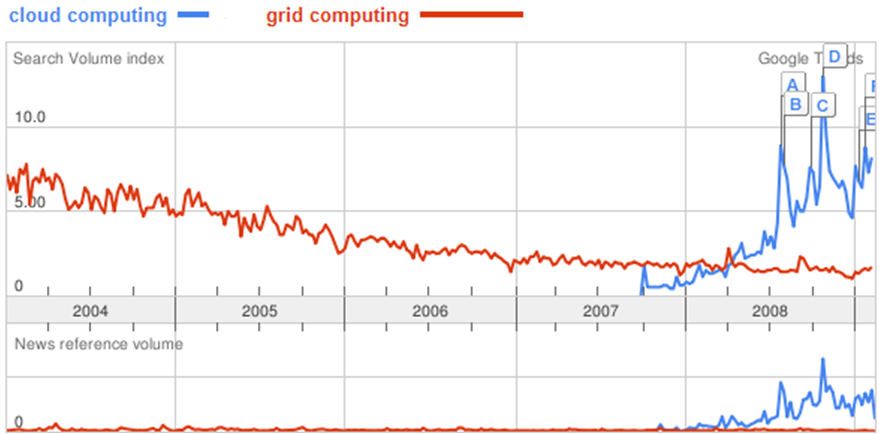 cloud computing grid computing
Search Volume index Google T ds
D
A
B C
F
E
10.0
5.00
0
2004 2005 2006 2007 2008
News reference volume
0